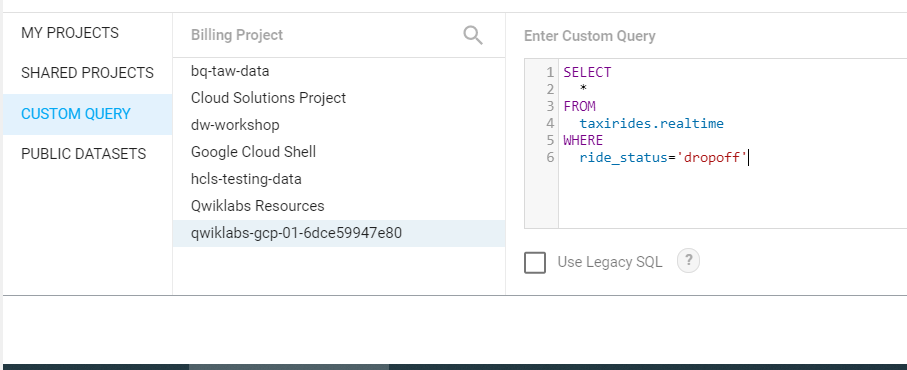 MY PROJECTS
SHARED PROJECTS
CUSTOM QUERY
PUBLIC DATASETS
Billing Project
bq-taw-data
Cloud Solutions Project
dw-workshop
Google Cloud Shell
hcls-testing-data
Qwiklabs Resources
qwiklabs-gcp-01-6dce59947e80
Enter Custom Query
1 SELECT
2 *
3 FROM
4 taxirides.realtime
5 WHERE
6 ride_status='dropoff'
Use Legacy SQL ?